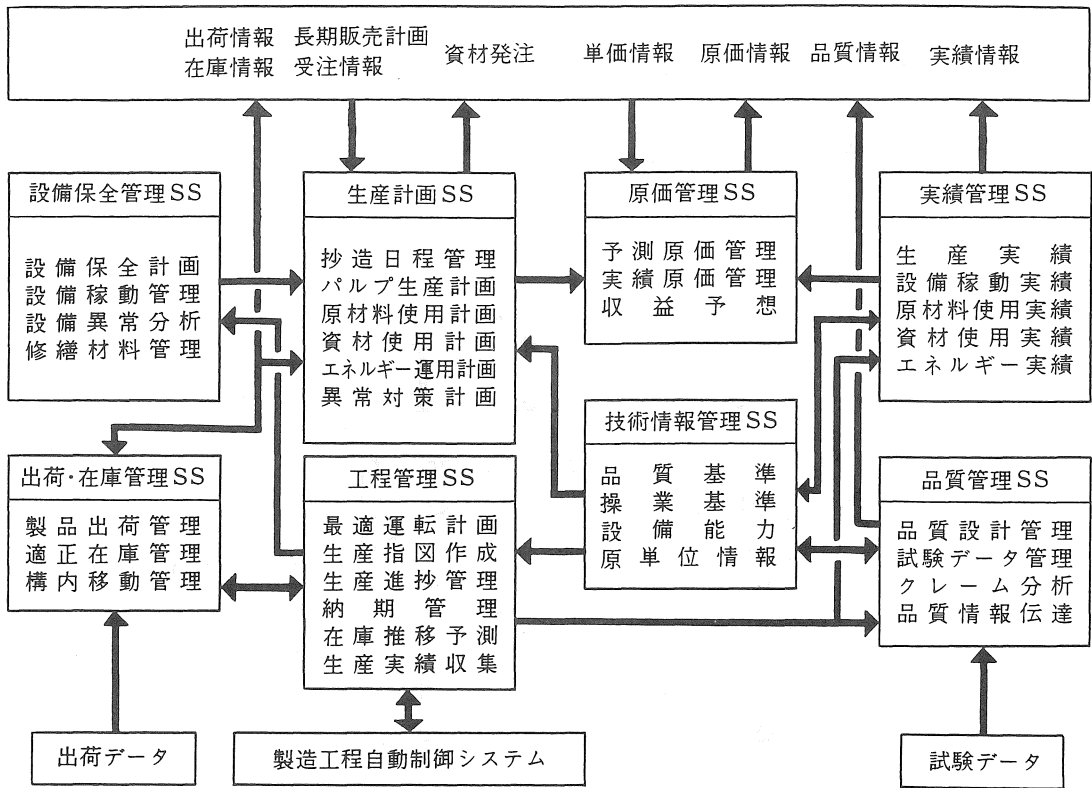 出荷情報 長期販売計画
在庫情報 受注情報
資材発注
単価情報
原価情報
品質情報
実績情報
設備保全管理SS
設備保全計画
設備稼動管理
設備異常分析
修繕材料管理
生産計画SS
抄造日程管理
パルプ生産計画
原材料使用計画
資材使用計画
エネルギー運用計画
異常対策計画
原価管理SS
予測原価管理
実績原価管理
収益予想
実績管理SS
生産実績
設備稼動実績
原材料使用実績
資材使用実績
エネルギー実績
出荷・在庫管理SS
製品出荷管理
適正在庫管理
構内移動管理
工程管理SS
最適運転計画
生産指図作成
生産進抄管理
納期管理
在庫推移予測
生産実績収集
技術情報管理SS
品質基準
操業基準
設備能力
原単位情報
品質管理SS
品質設計管理
試験データ管理
クレーム分析
品質情報伝達
出荷データ
製造工程自動制御システム
試験データ